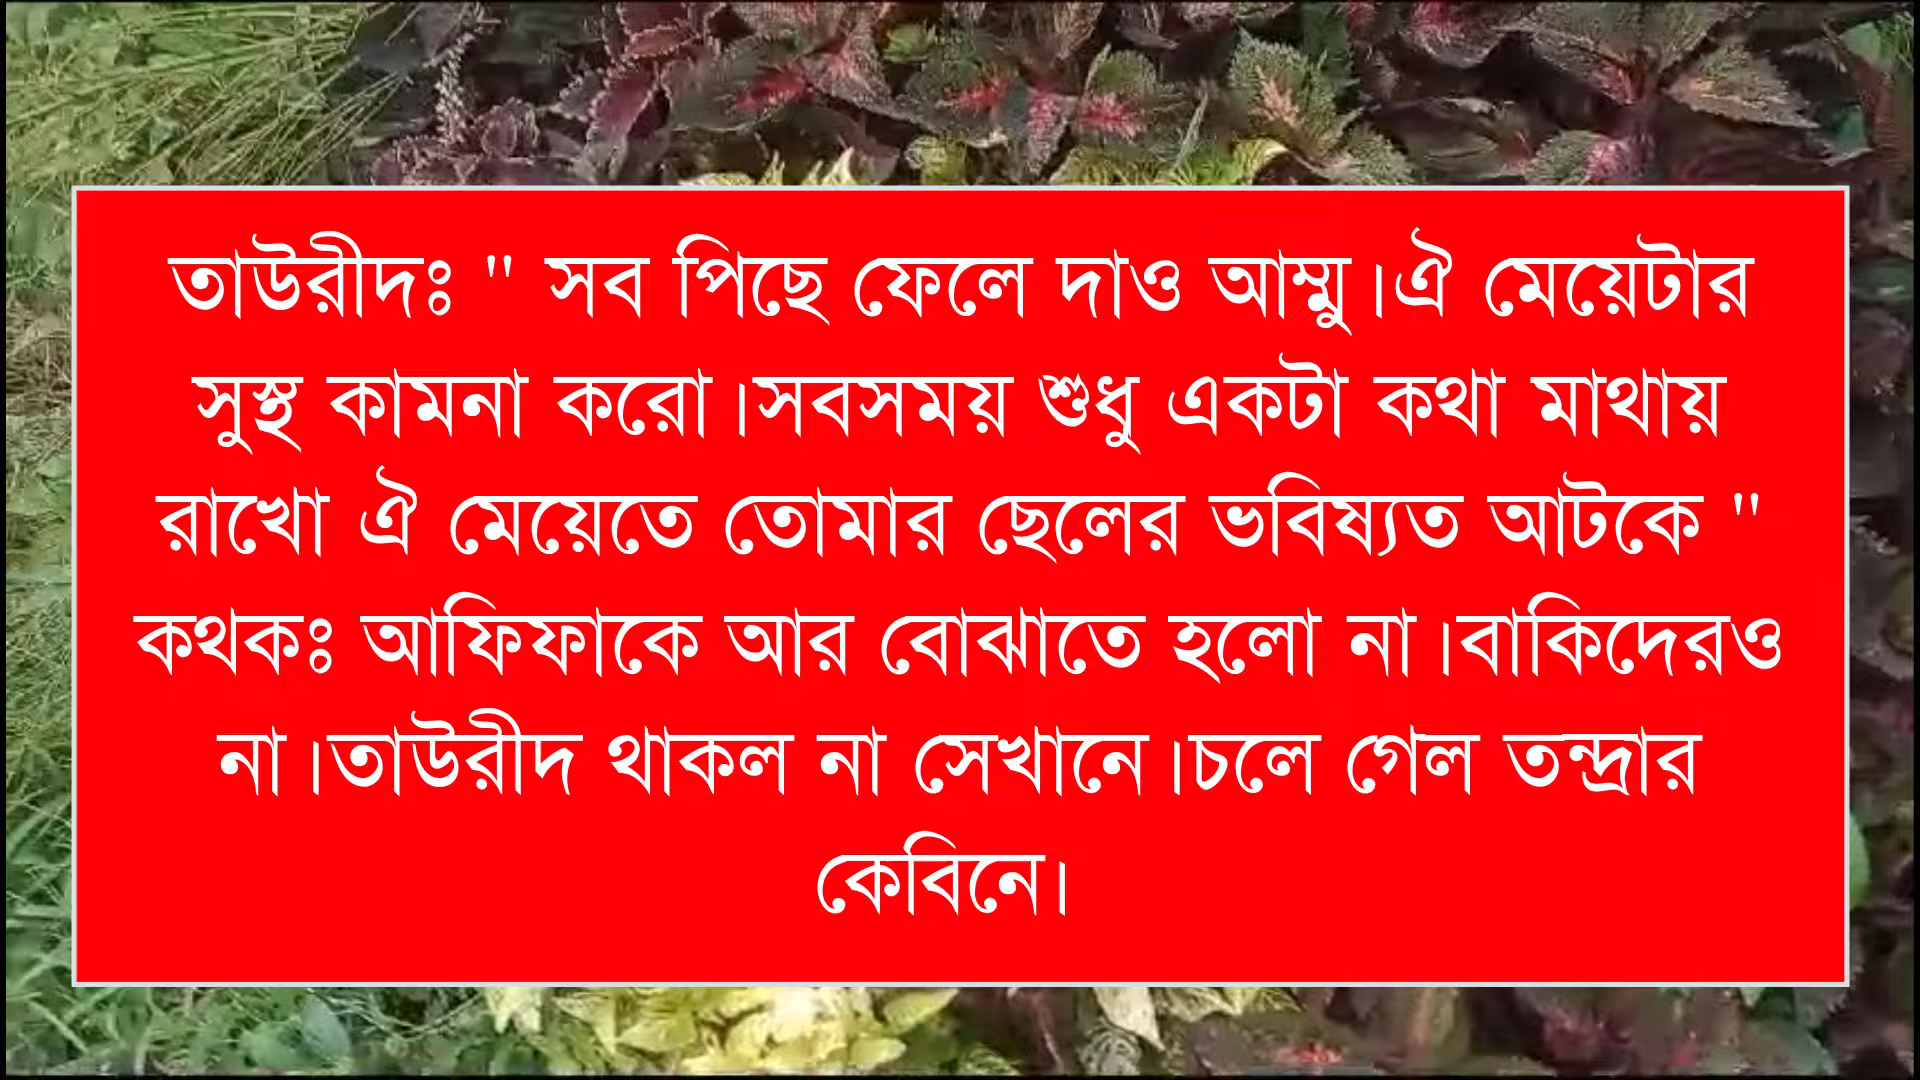 তাউরীদঃ " সব পিছে ফেলে দাও আম্মু।ঐ মেয়েটার
সুস্থ কামনা করো।সবসময় শুধু একটা কথা মাথায়
রাখো ঐ মেয়েতে তোমার ছেলের ভবিষ্যত আটকে "
কথকঃ আফিফাকে আর বোঝাতে হলো না।বাকিদেরও
না।তাউরীদ থাকল না সেখানে।চলে গেল তন্দ্রার
কেবিনে।